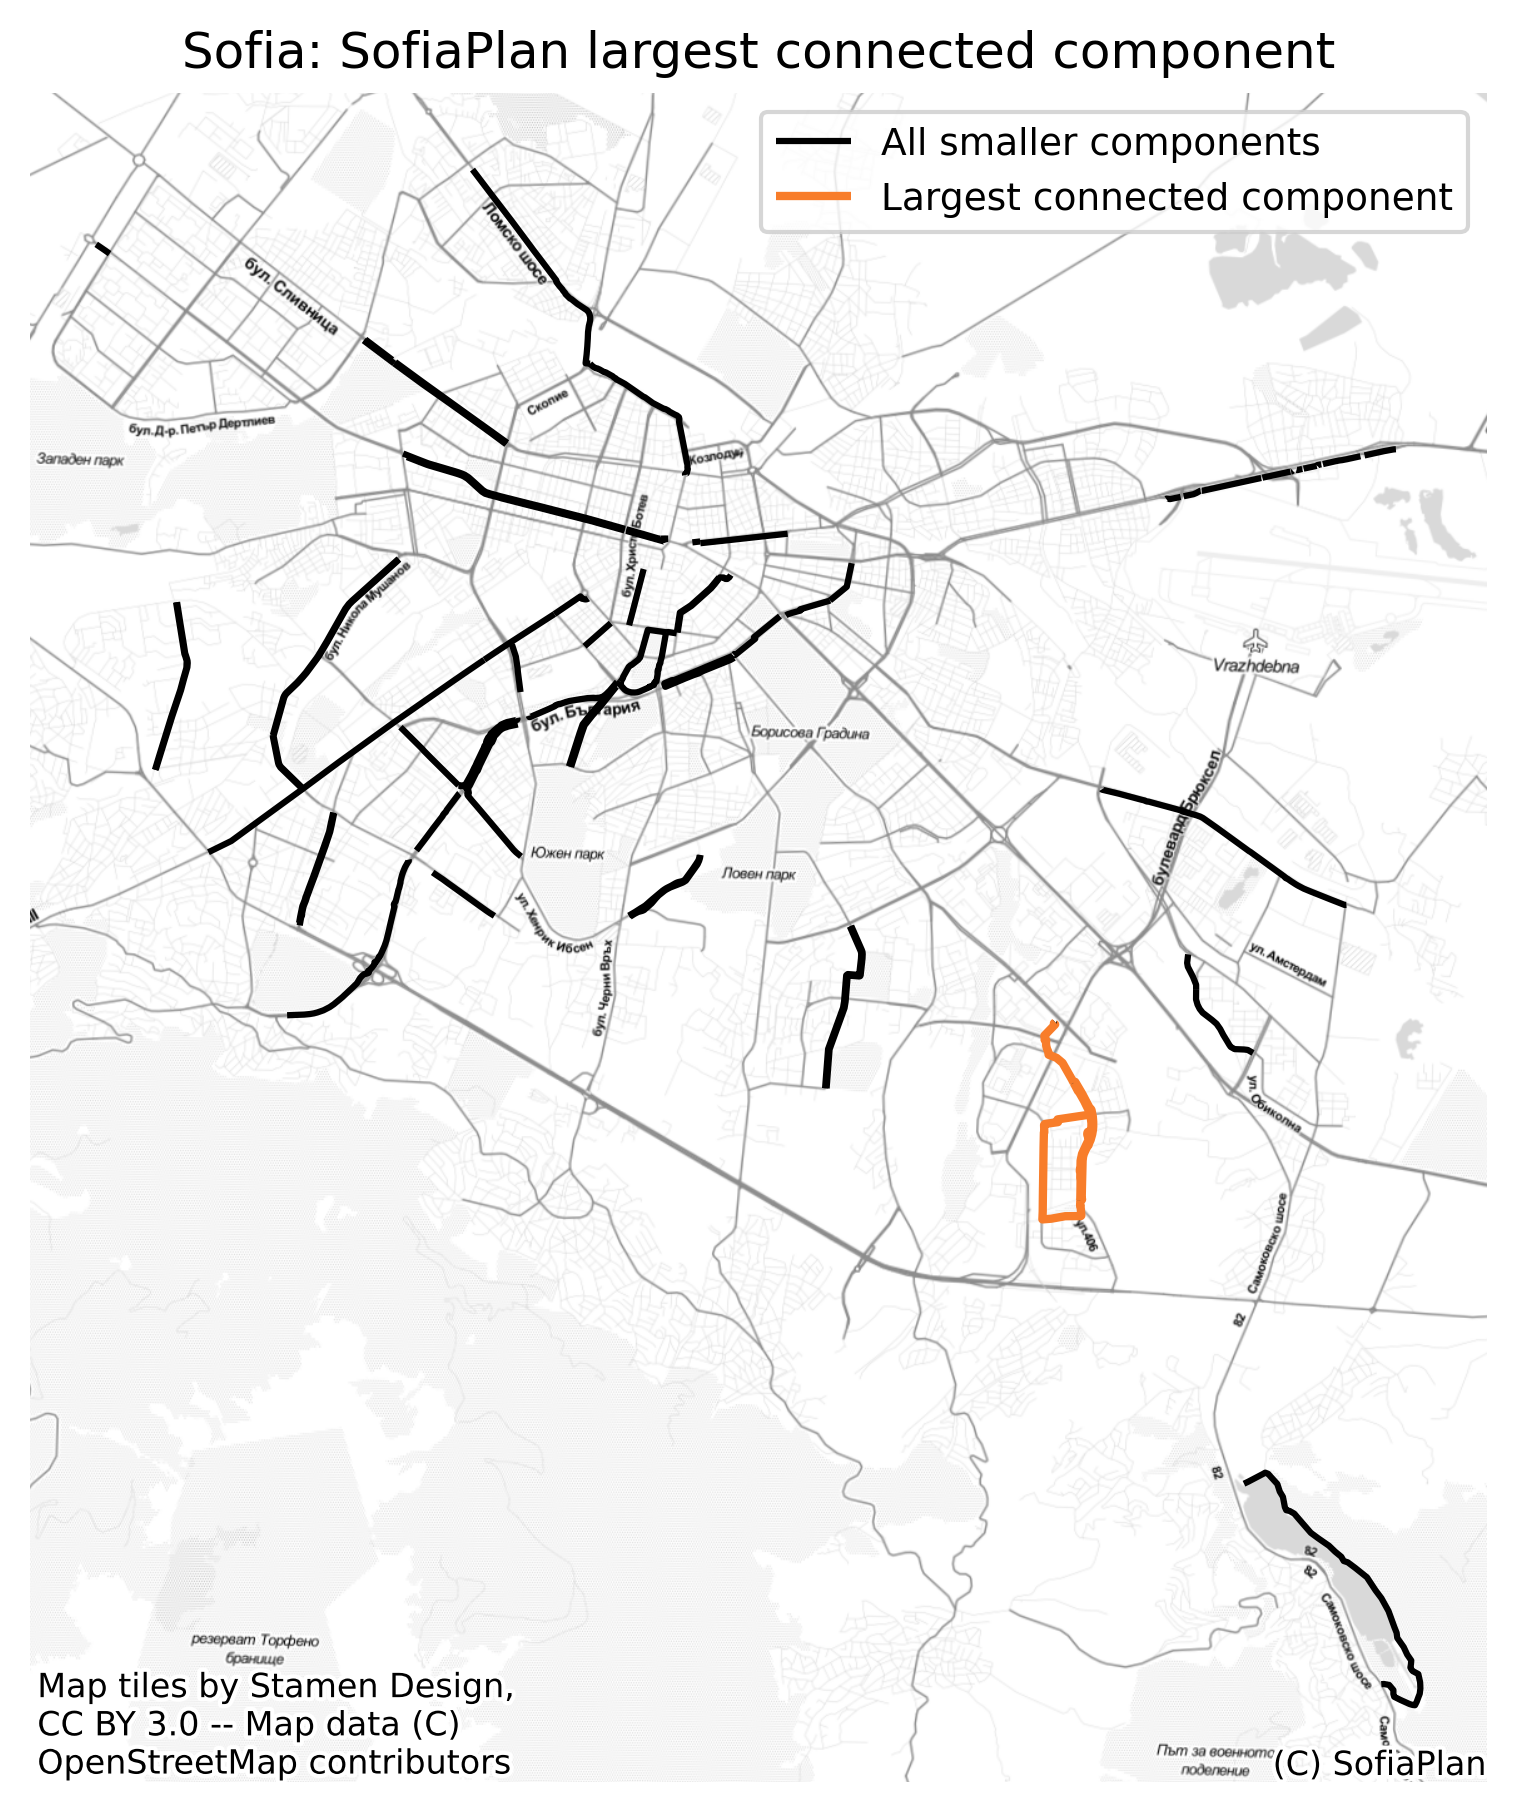 Sofia: SofiaPlan largest connected component
All smaller components
Largest connected component
Ломско шосе
бул. Сливница
Скопие
бул. Д-р. Петър Дертлиев
Западен парк
Козлодуй
бул. Христо Ботев
бул. Никола Мушанов
Vrazhdebna
бул. България
Борисова Градина
булевард Брюксел
Южен парк
Ловен парк
ул. Хенрик Ибсен
бул. Черни Връх
ул. Амстердам
ул. Обиколна
ул.406
Самоковско шосе
82
82
82
82
Самоковско шосе
резерват Торфено
бранище
Map tiles by Stamen Design,
CC BY 3.0 -- Map data (C)
OpenStreetMap contributors
Само
Път за военното
поделение
(C) SofiaPlan